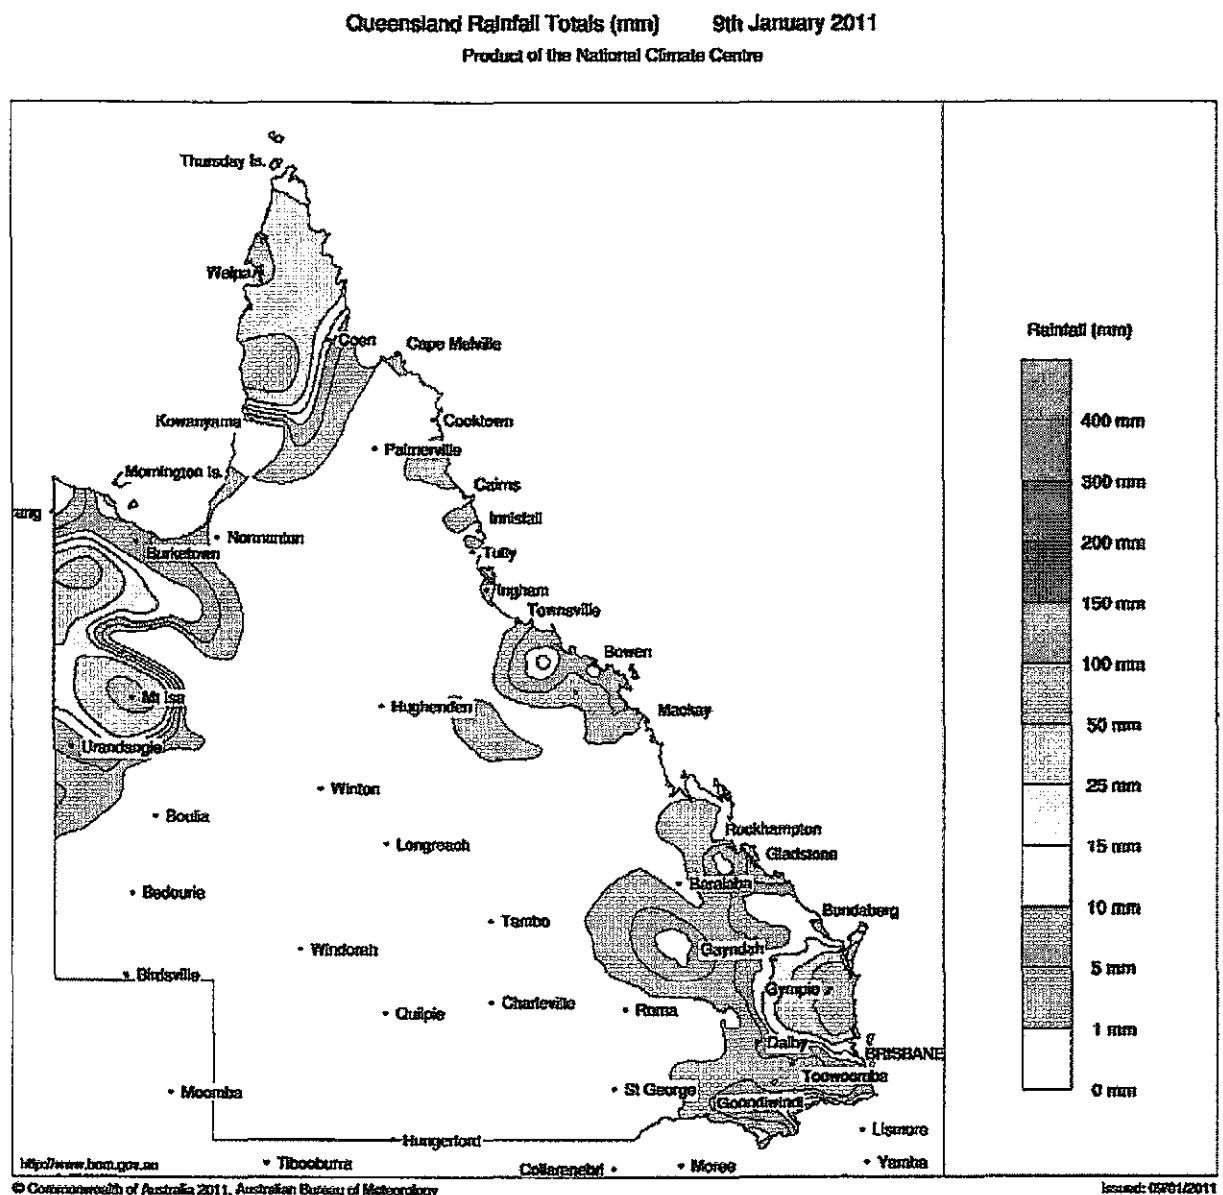 Queensland Rainfall Totals (mm) 9th January 2011
Product of the National Climate Centre
Thursday Is.
Weipa
Coen
Cape Melville
Rainfall (mm)
400 mm
300 mm
200 mm
150 mm
100 mm
50 mm
25 mm
15 mm
10 mm
5 mm
1 mm
0 mm
Kowanyama
Cooktown
Palmerville
Mornington Is.
Cairns
rang
Innisfail
Normanton
Burketown
Tully
Ingham
Townsville
Bowen
Mt Isa
Hughenden
Mackay
Urandangie
Winton
Boulia
Rockhampton
Longreach
Gladstone
Baralaba
Bedourie
Bundaberg
Tambo
Windorah
Gayndah
Birdsville
Gympie
Charleville
Quilpie
Roma
Dalby
BRISBANE
Toowoomba
Moomba
St George
Goondiwindi
Lismore
Hungerford
http://www.bom.gov.au
Tibooburra
Collarenebri
Moree
Yamba
© Commonwealth of Australia 2011, Australian Bureau of Meteorology
Issued: 09/01/2011